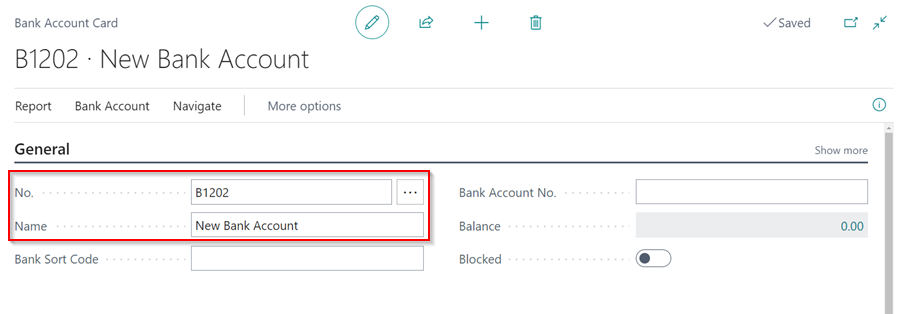 Bank Account Card
Saved
B1202 · New Bank Account
Report Bank Account Navigate More options
General Show more
No. B1202 ... Bank Account No.
Name New Bank Account Balance 0.00
Bank Sort Code Blocked